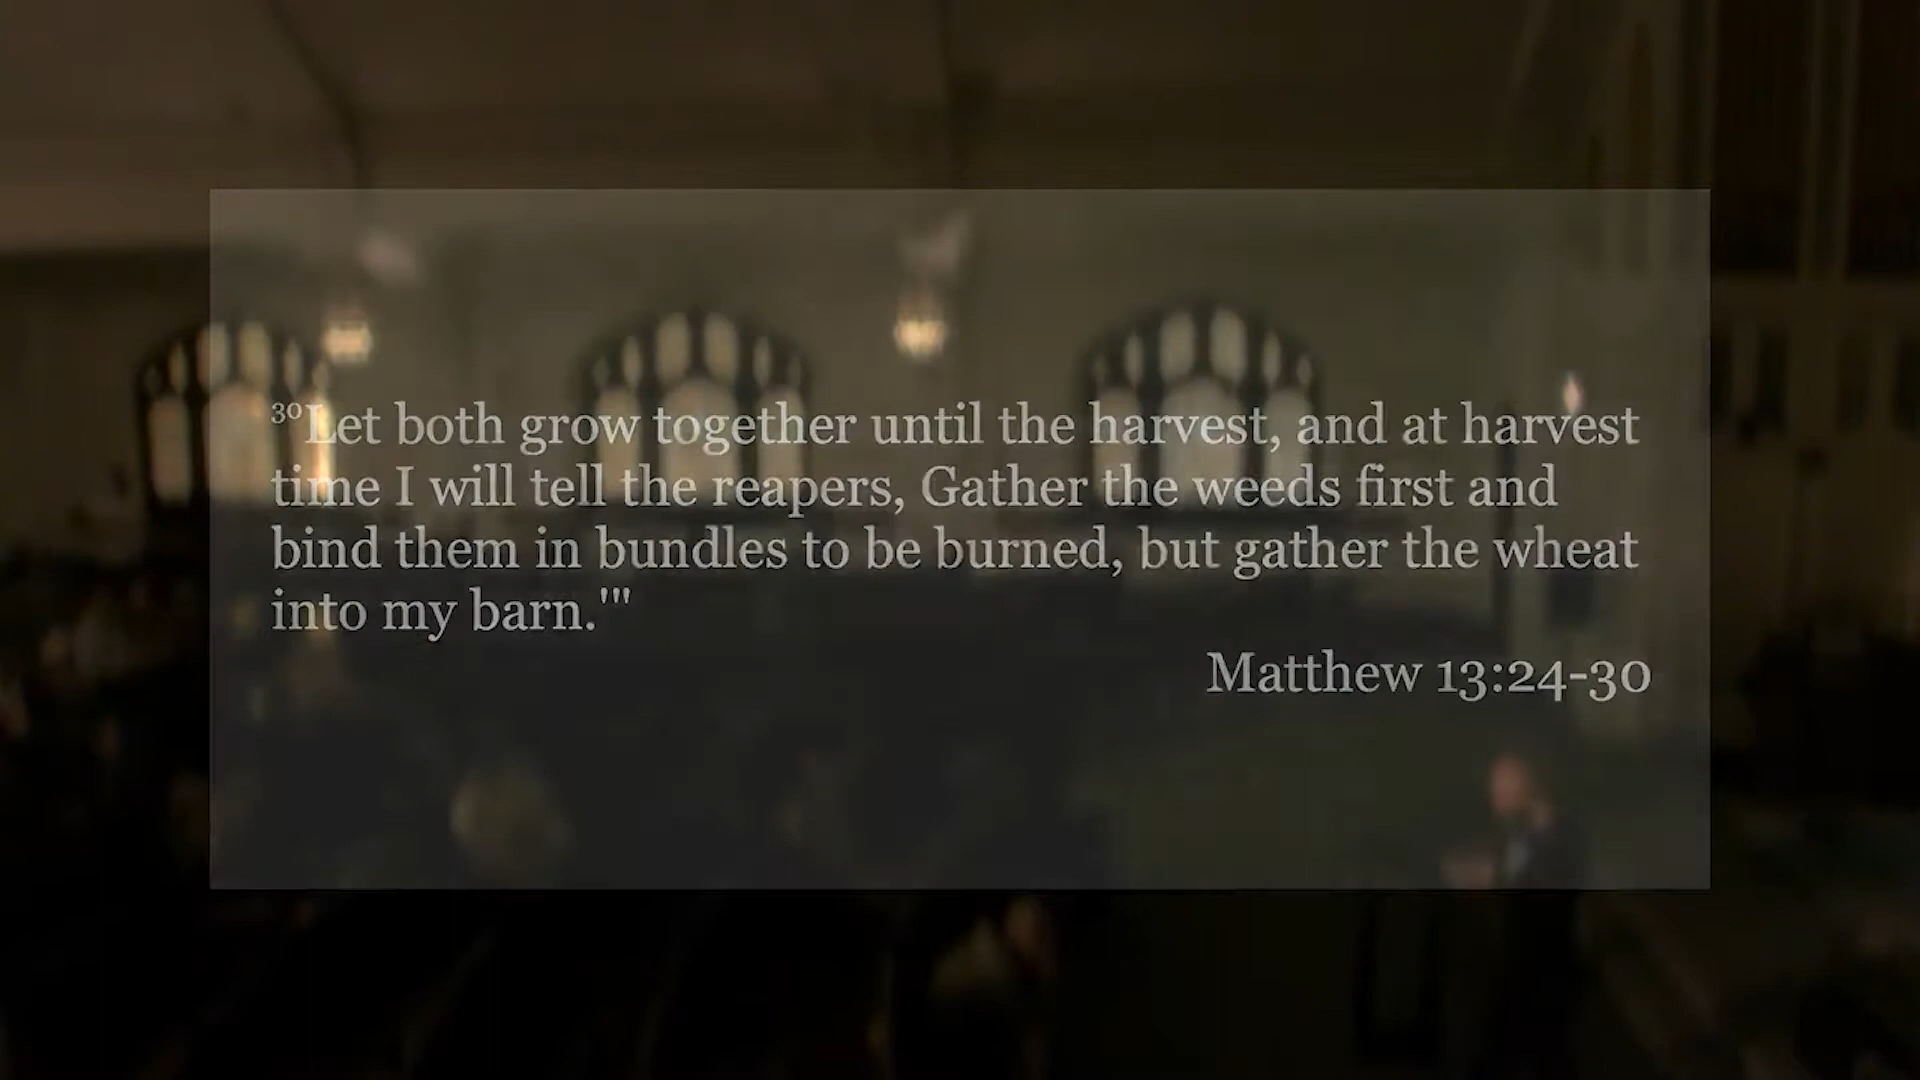 ³⁰Let both grow together until the harvest, and at harvest
time I will tell the reapers, Gather the weeds first and
bind them in bundles to be burned, but gather the wheat
into my barn.'"
Matthew 13:24-30